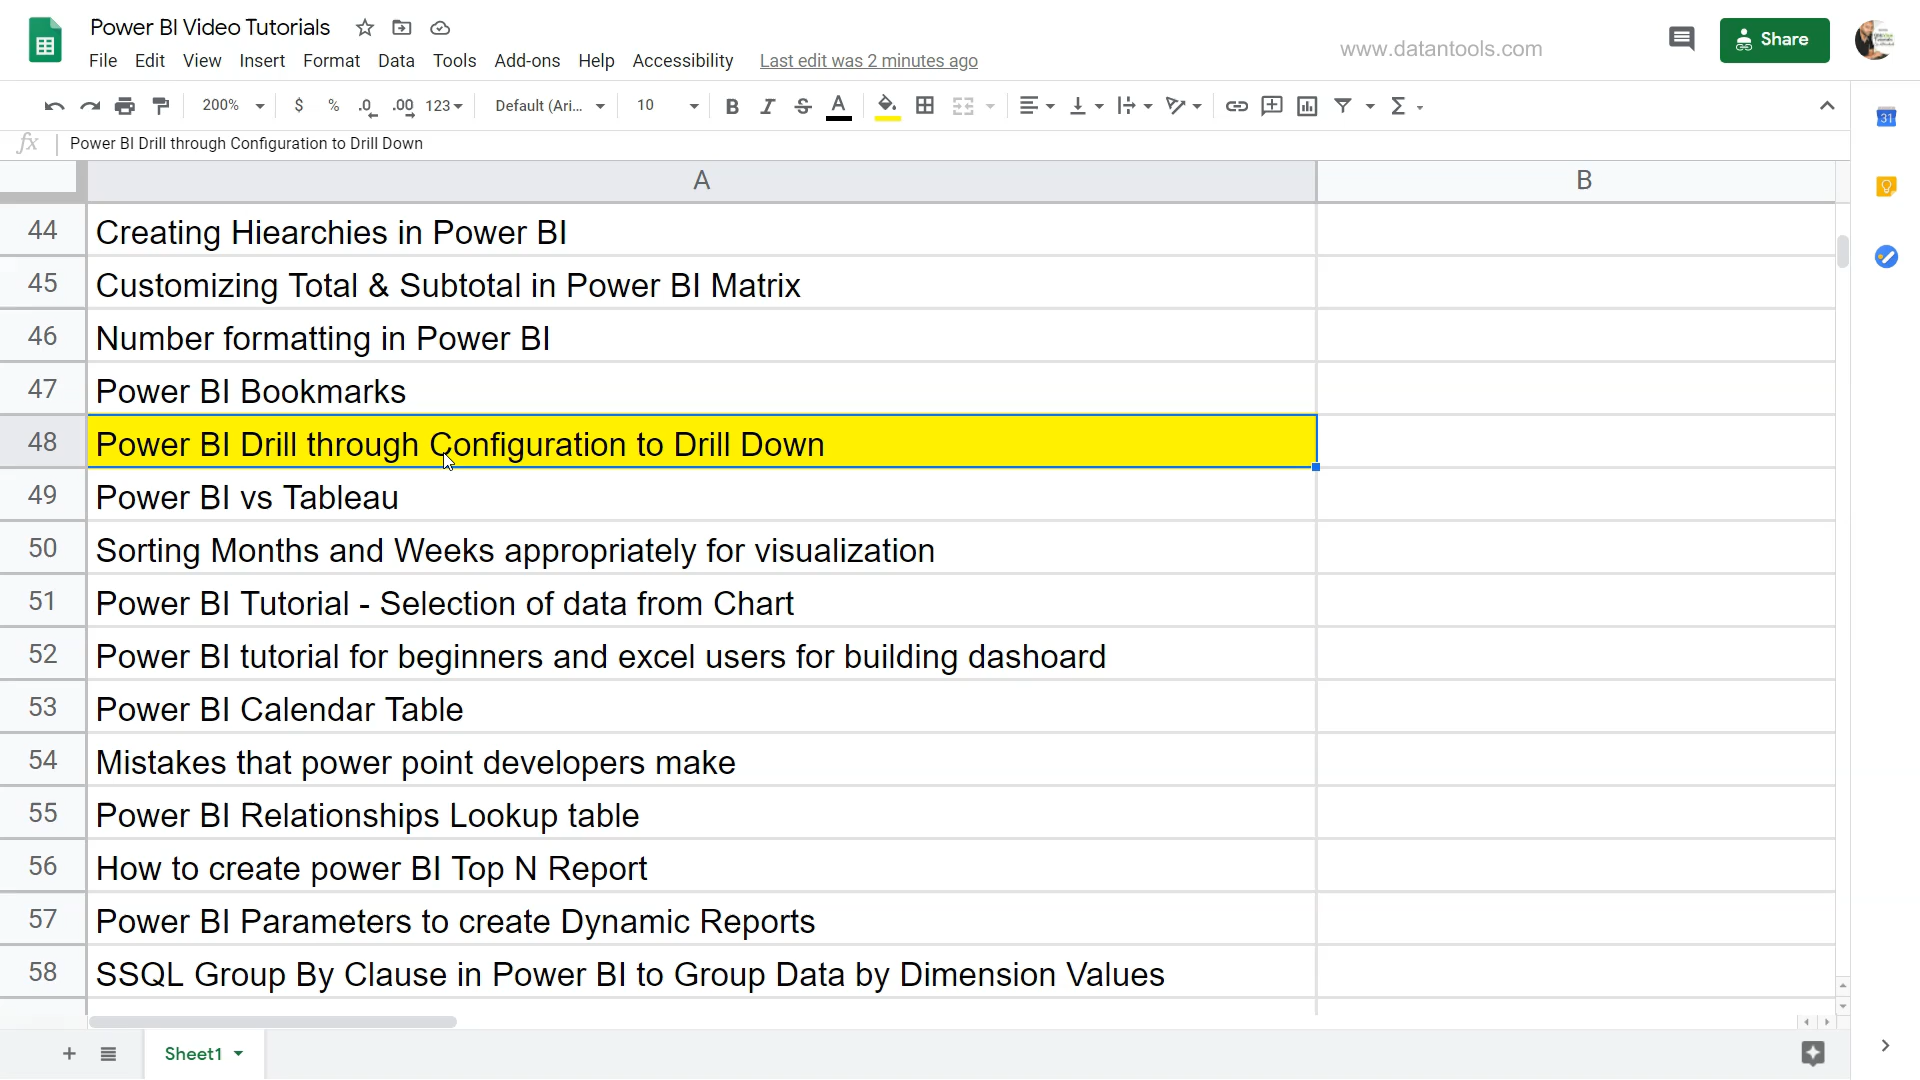 Power BI Video Tutorials
File Edit View Insert Format Data Tools Add-ons Help Accessibility Last edit was 2 minutes ago
www.datantools.com
Share
200% $ % .0 .00 123 Default (Ari... 10 B I S A Σ
fx Power BI Drill through Configuration to Drill Down
31
A B
44 Creating Hiearchies in Power BI
45 Customizing Total & Subtotal in Power BI Matrix
46 Number formatting in Power BI
47 Power BI Bookmarks
48 Power BI Drill through Configuration to Drill Down
49 Power BI vs Tableau
50 Sorting Months and Weeks appropriately for visualization
51 Power BI Tutorial - Selection of data from Chart
52 Power BI tutorial for beginners and excel users for building dashoard
53 Power BI Calendar Table
54 Mistakes that power point developers make
55 Power BI Relationships Lookup table
56 How to create power BI Top N Report
57 Power BI Parameters to create Dynamic Reports
58 SSQL Group By Clause in Power BI to Group Data by Dimension Values
Sheet1